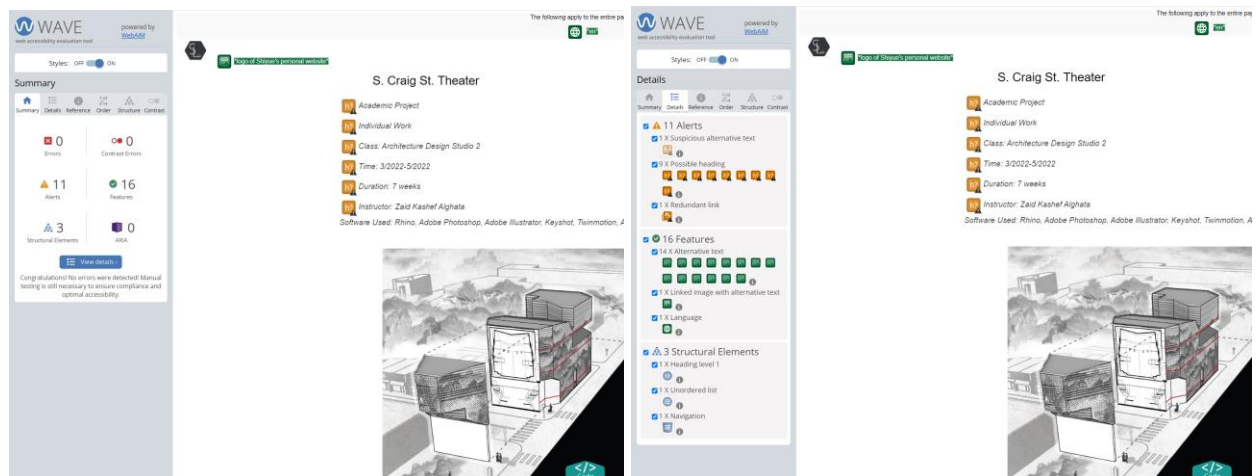 WAVE
web accessibility evaluation tool
powered by
WebAIM
Styles: OFF ON
Summary
Summary Details Reference Order Structure Contrast
0
Errors
0
Contrast Errors
11
Alerts
16
Features
3
Structural Elements
0
ARIA
View details ›
Congratulations! No errors were detected! Manual
testing is still necessary to ensure compliance and
optimal accessibility.
The following apply to the entire pa
"en"
SL
"logo of Shiyue's personal website"
S. Craig St. Theater
h? Academic Project
h? Individual Work
h? Class: Architecture Design Studio 2
h? Time: 3/2022-5/2022
h? Duration: 7 weeks
h? Instructor: Zaid Kashef Alghata
Software Used: Rhino, Adobe Photoshop, Adobe Illustrator, Keyshot, Twinmotion, A
</>
WAVE
web accessibility evaluation tool
powered by
WebAIM
Styles: OFF ON
Details
Summary Details Reference Order Structure Contrast
11 Alerts
1 X Suspicious alternative text
9 X Possible heading
1 X Redundant link
16 Features
14 X Alternative text
1 X Linked image with alternative text
1 X Language
3 Structural Elements
1 X Heading level 1
1 X Unordered list
1 X Navigation
The following apply to the entire pag
"en"
SL
"logo of Shiyue's personal website"
S. Craig St. Theater
h? Academic Project
h? Individual Work
h? Class: Architecture Design Studio 2
h? Time: 3/2022-5/2022
h? Duration: 7 weeks
h? Instructor: Zaid Kashef Alghata
Software Used: Rhino, Adobe Photoshop, Adobe Illustrator, Keyshot, Twinmotion, A
</>